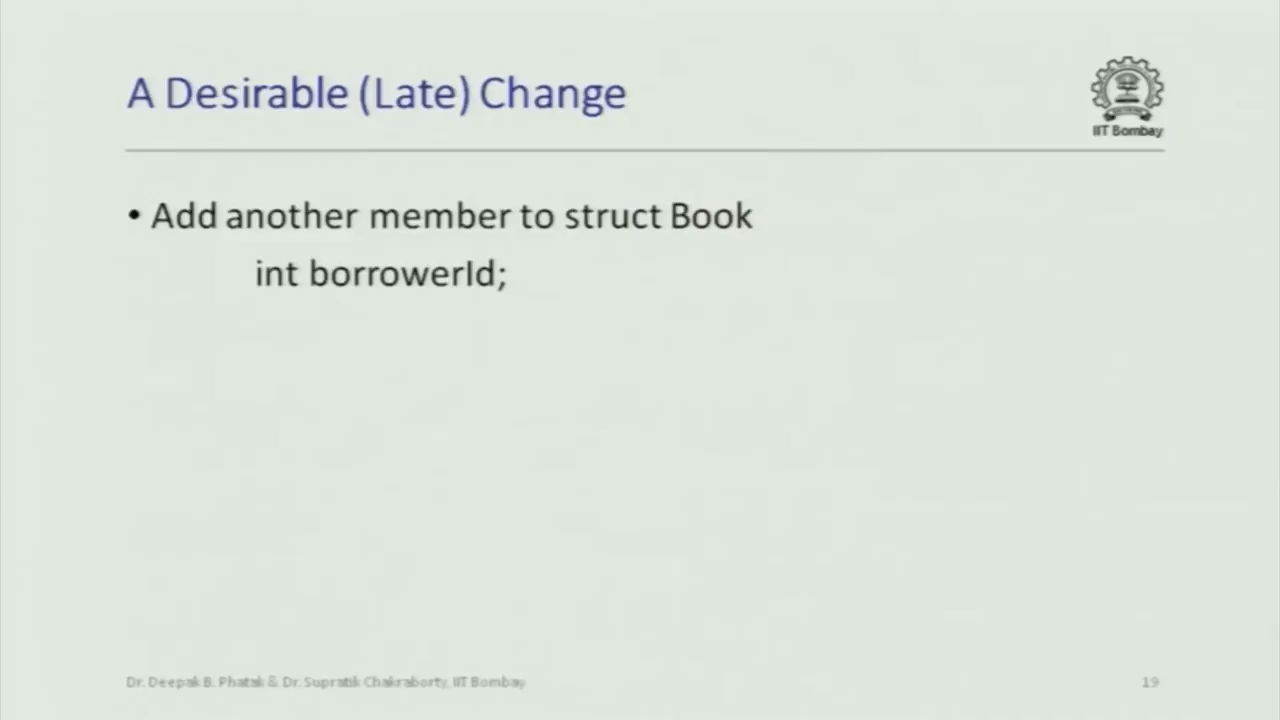 A Desirable (Late) Change
IIT Bombay
• Add another member to struct Book
int borrowerId;
Dr. Deepak B. Phatak & Dr. Supratik Chakraborty, IIT Bombay
19